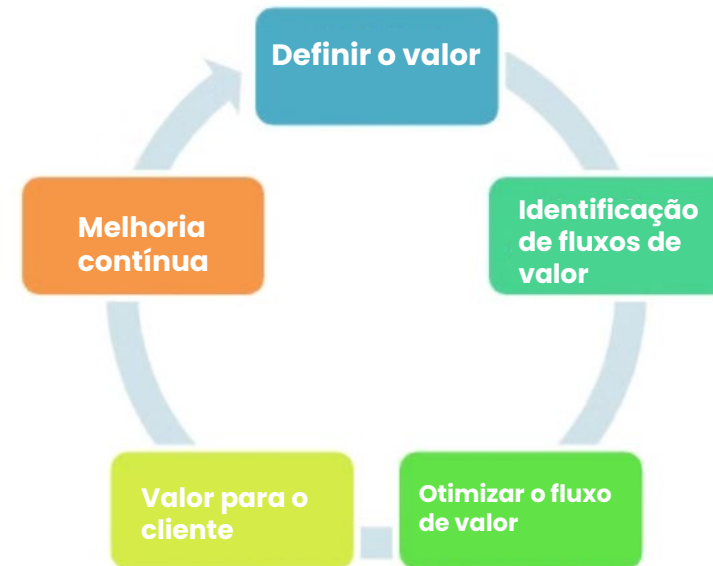 Definir o valor
Identificação
de fluxos de
valor
Otimizar o fluxo
de valor
Valor para o
cliente
Melhoria
contínua